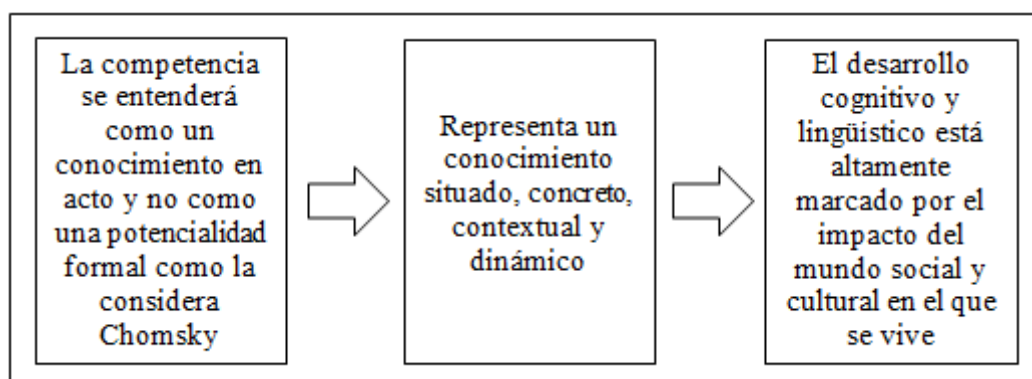 La competencia
se entenderá
como un
conocimiento en
acto y no como
una potencialidad
formal como la
considera
Chomsky
Representa un
conocimiento
situado, concreto,
contextual y
dinámico
El desarrollo
cognitivo y
lingüístico está
altamente
marcado por el
impacto del
mundo social y
cultural en el que
se vive